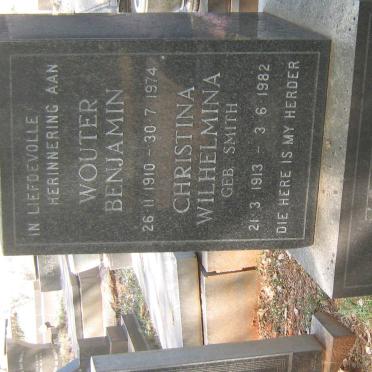 IN LIEFDEVOLLE
HERINNERING AAN
WOUTER
BENJAMIN
26·11·1910 — 30·7·1974
CHRISTINA
WILHELMINA
GEB. SMITH
21·3·1913 — 3·6·1982
DIE HERE IS MY HERDER